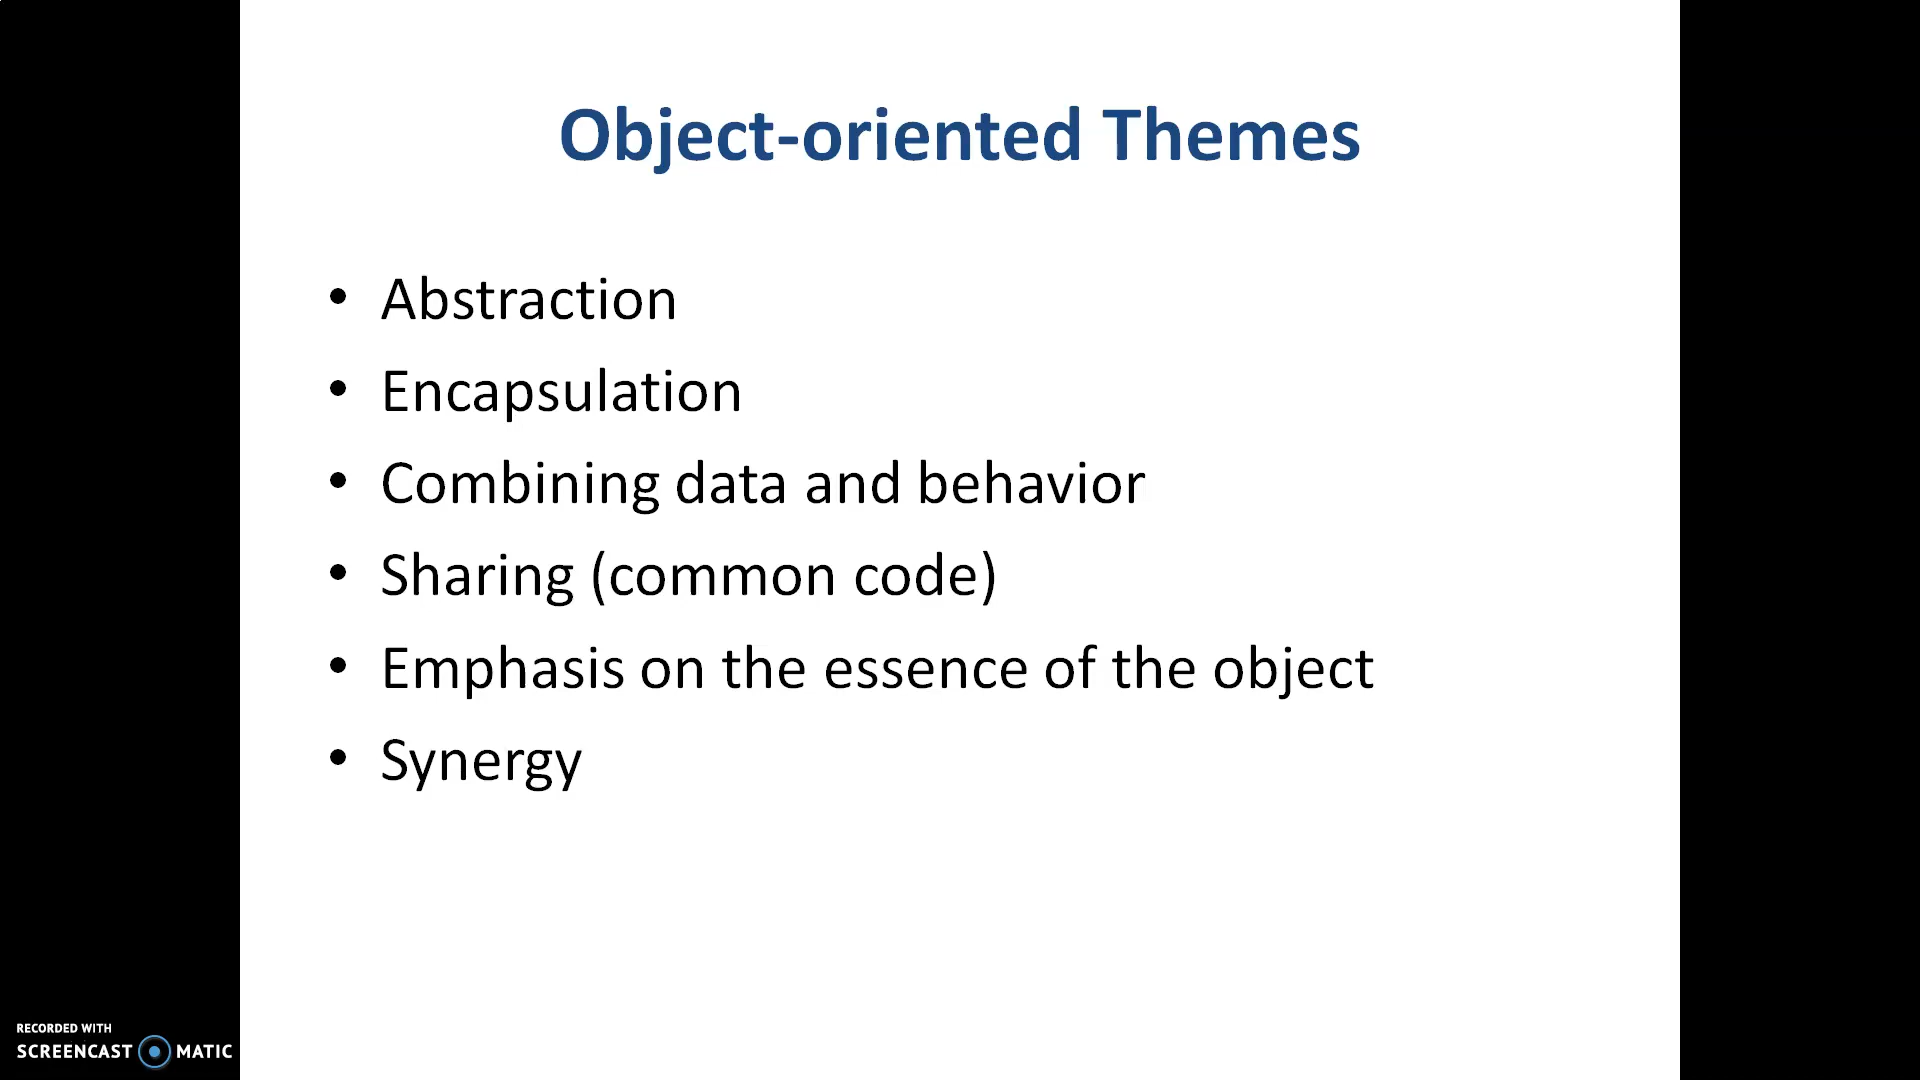 Object-oriented Themes
• Abstraction
• Encapsulation
• Combining data and behavior
• Sharing (common code)
• Emphasis on the essence of the object
• Synergy
RECORDED WITH
SCREENCAST MATIC